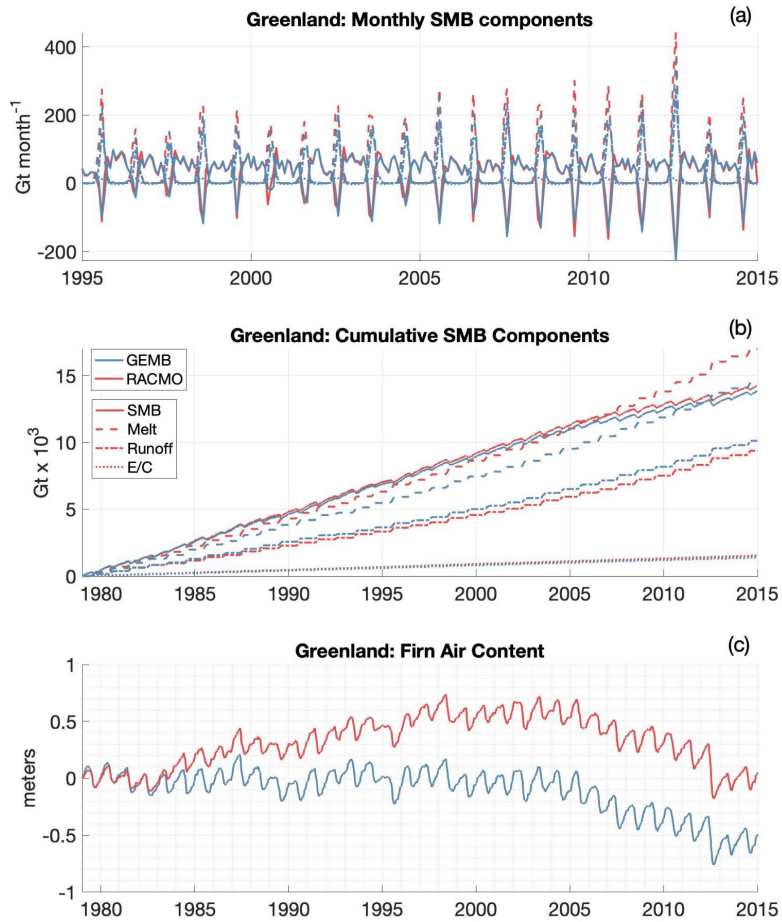 Greenland: Monthly SMB components
(a)
400
200
0
-200
Gt month⁻¹
1995
2000
2005
2010
2015
Greenland: Cumulative SMB Components
(b)
GEMB
RACMO
SMB
Melt
Runoff
E/C
15
10
5
0
Gt x 10³
1980
1985
1990
1995
2000
2005
2010
2015
Greenland: Firn Air Content
(c)
1
0.5
0
-0.5
-1
meters
1980
1985
1990
1995
2000
2005
2010
2015